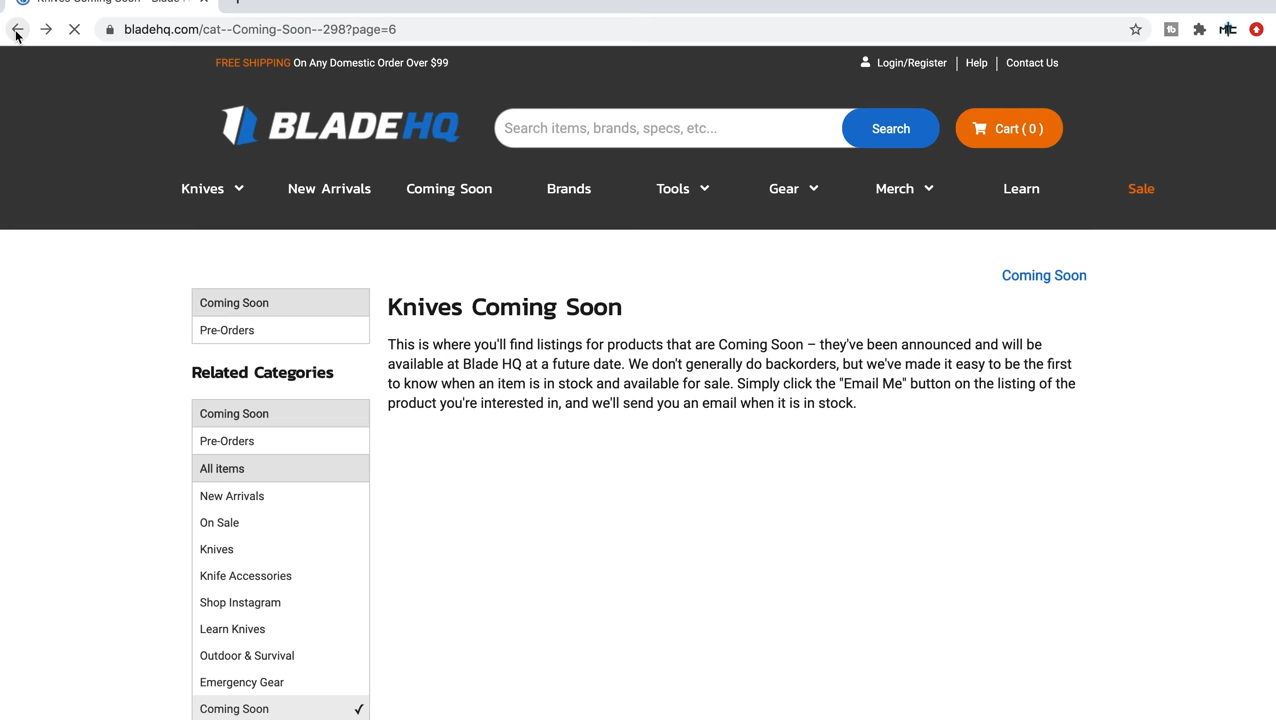 Knives Coming Soon - Blade H
bladehq.com/cat--Coming-Soon--298?page=6
FREE SHIPPING On Any Domestic Order Over $99
Login/Register | Help | Contact Us
BLADEHQ
Search items, brands, specs, etc...
Search
Cart ( 0 )
Knives New Arrivals Coming Soon Brands Tools Gear Merch Learn Sale
Coming Soon
Coming Soon
Pre-Orders
Related Categories
Coming Soon
Pre-Orders
All items
New Arrivals
On Sale
Knives
Knife Accessories
Shop Instagram
Learn Knives
Outdoor & Survival
Emergency Gear
Coming Soon
Knives Coming Soon
This is where you'll find listings for products that are Coming Soon – they've been announced and will be
available at Blade HQ at a future date. We don't generally do backorders, but we've made it easy to be the first
to know when an item is in stock and available for sale. Simply click the "Email Me" button on the listing of the
product you're interested in, and we'll send you an email when it is in stock.